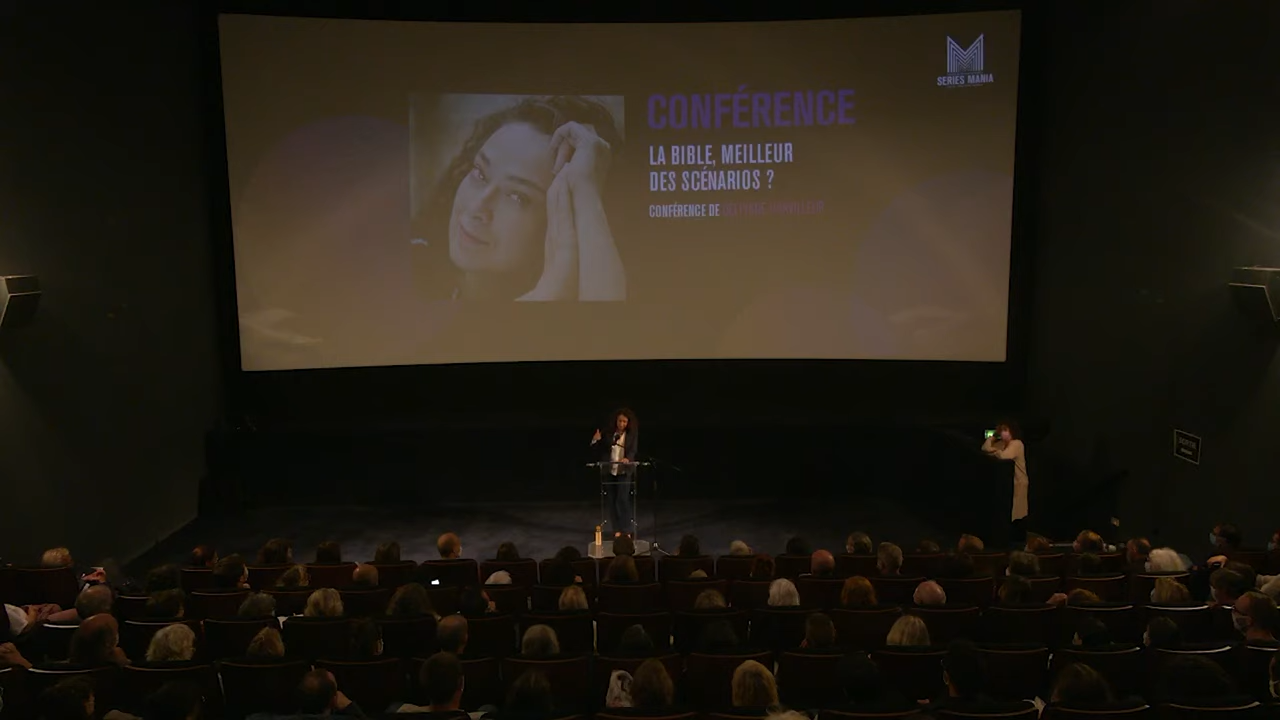 SERIES MANIA
CONFÉRENCE
LA BIBLE, MEILLEUR
DES SCÉNARIOS ?
CONFÉRENCE DE